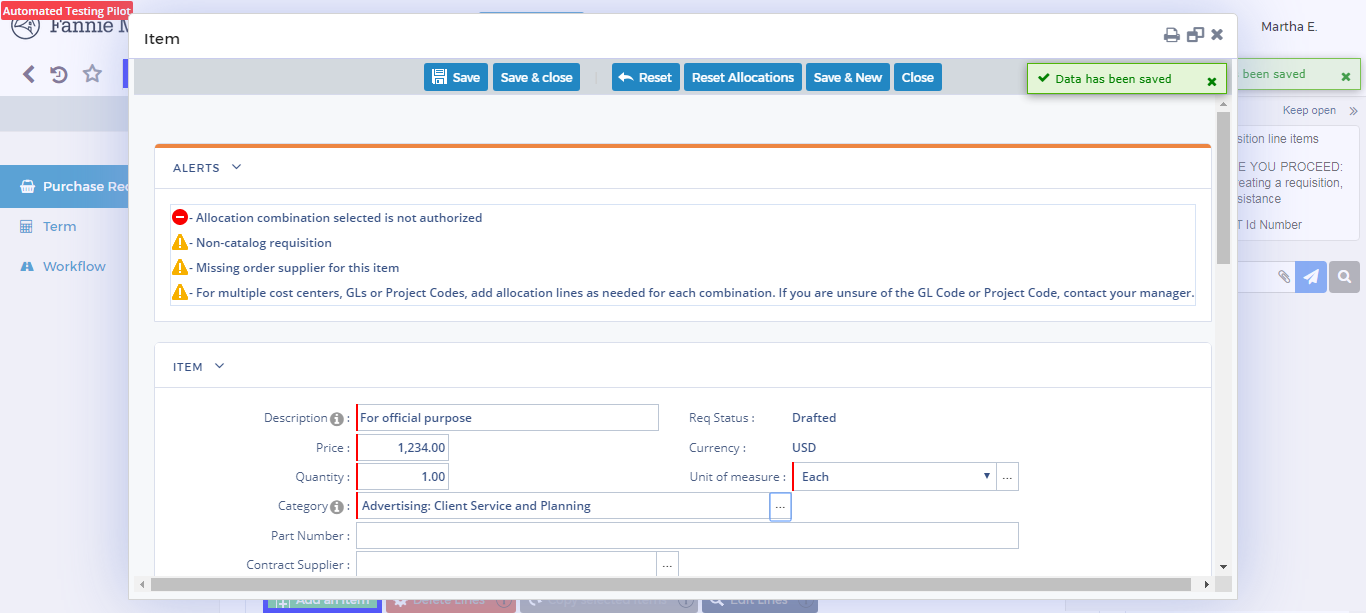 Automated Testing Pilot
Fannie M
Martha E.
Item
Save
Save & close
Reset
Reset Allocations
Save & New
Close
Data has been saved
been saved
Keep open
ALERTS
- Allocation combination selected is not authorized
- Non-catalog requisition
- Missing order supplier for this item
- For multiple cost centers, GLs or Project Codes, add allocation lines as needed for each combination. If you are unsure of the GL Code or Project Code, contact your manager.
Purchase Req
Term
Workflow
sition line items
E YOU PROCEED:
eating a requisition,
sistance
T Id Number
ITEM
Description : For official purpose
Req Status : Drafted
Price : 1,234.00
Currency : USD
Quantity : 1.00
Unit of measure : Each ...
Category : Advertising: Client Service and Planning ...
Part Number :
Contract Supplier : ...
Add an item
Delete Lines
Copy selected items
Edit Lines